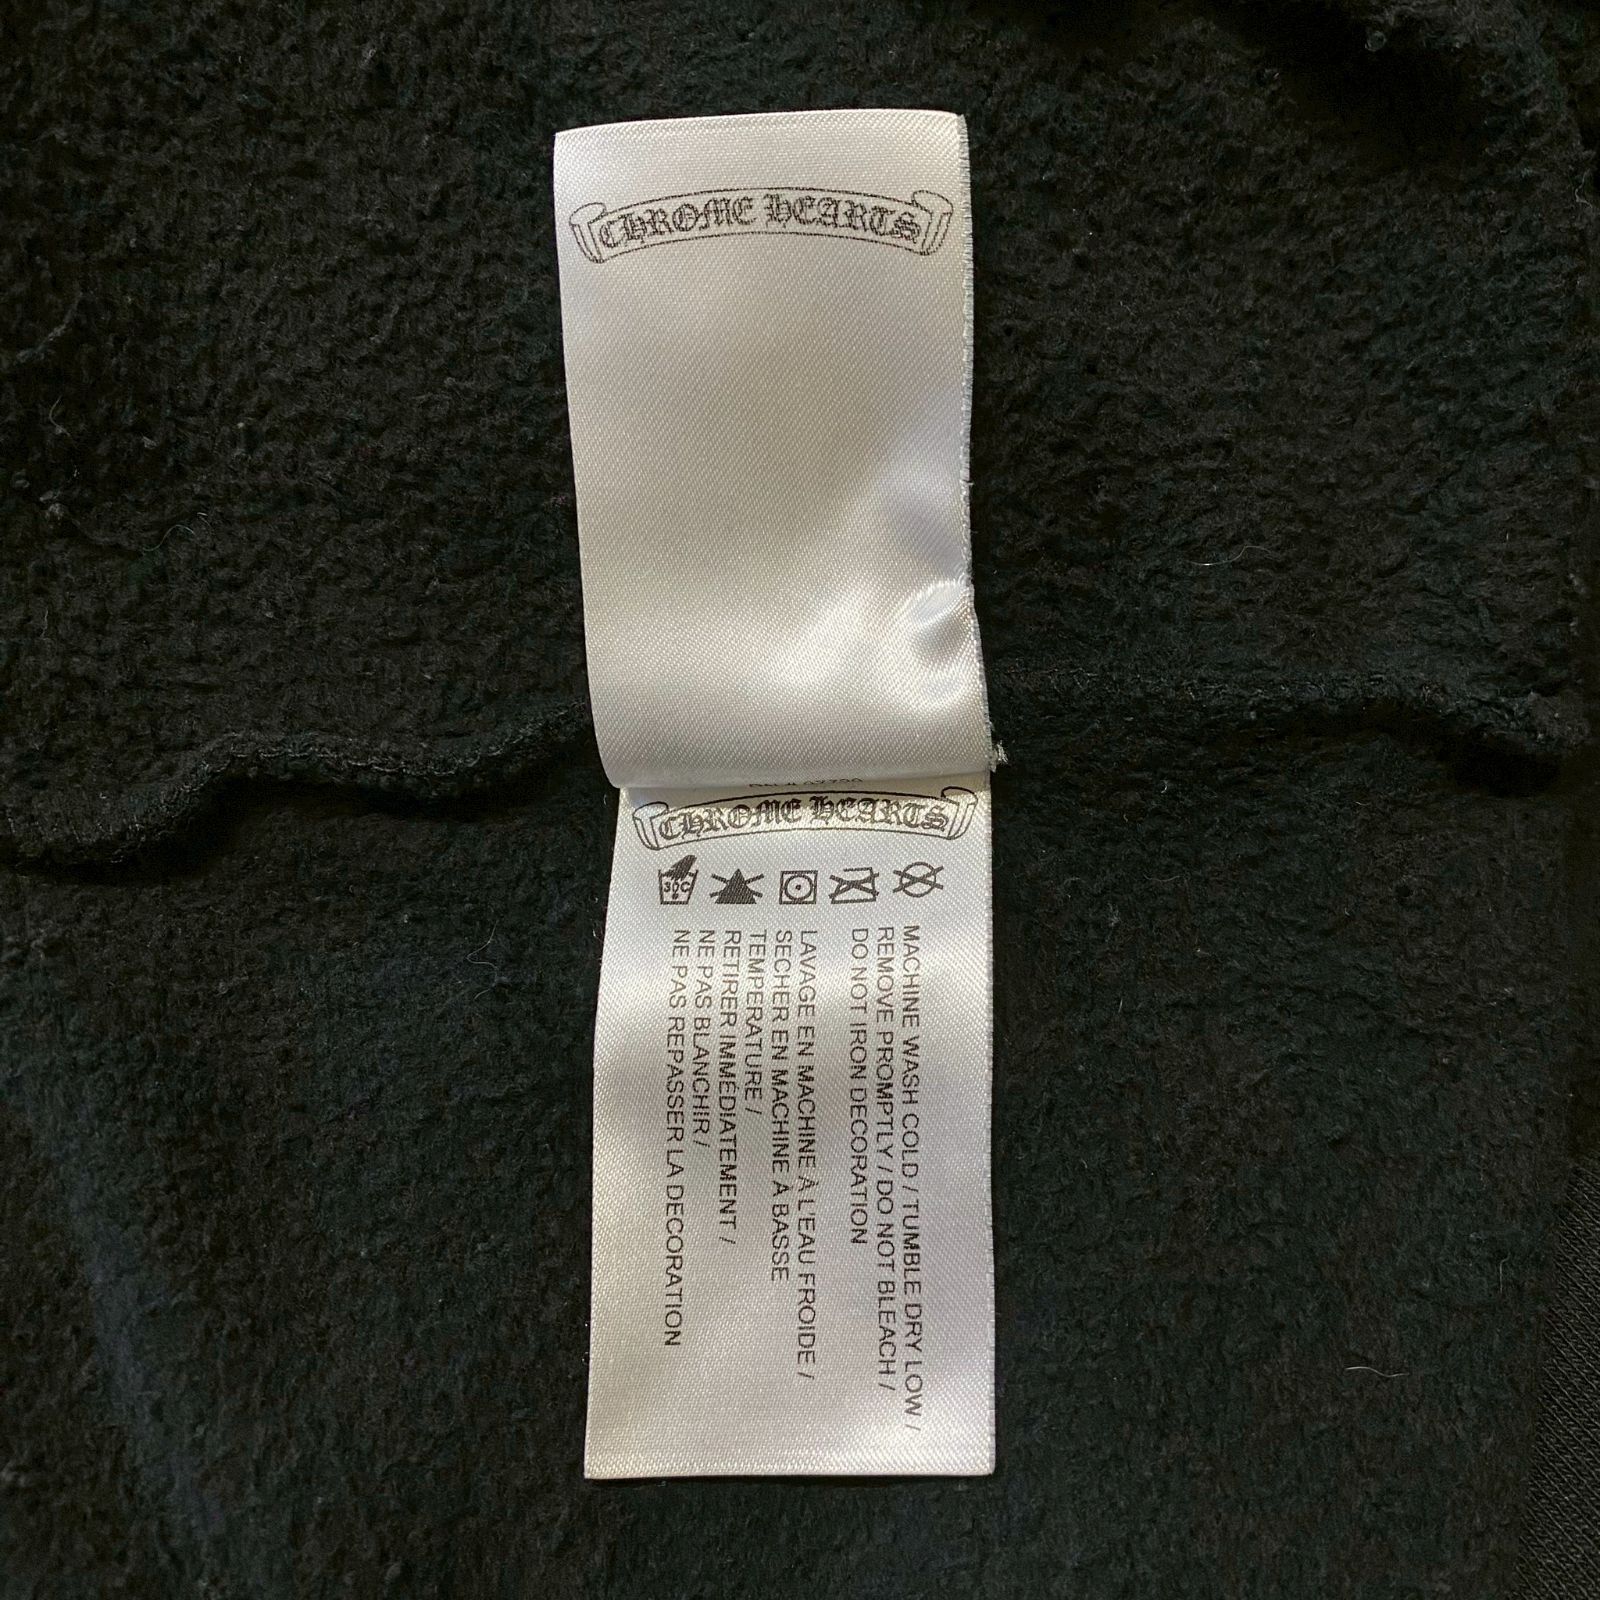 CHROME HEARTS
CHROME HEARTS
30C
MACHINE WASH COLD / TUMBLE DRY LOW /
REMOVE PROMPTLY / DO NOT BLEACH /
DO NOT IRON DECORATION
LAVAGE EN MACHINE À L'EAU FROIDE /
SECHER EN MACHINE À BASSE
TEMPERATURE /
RETIRER IMMÉDIATEMENT /
NE PAS BLANCHIR /
NE PAS REPASSER LA DECORATION